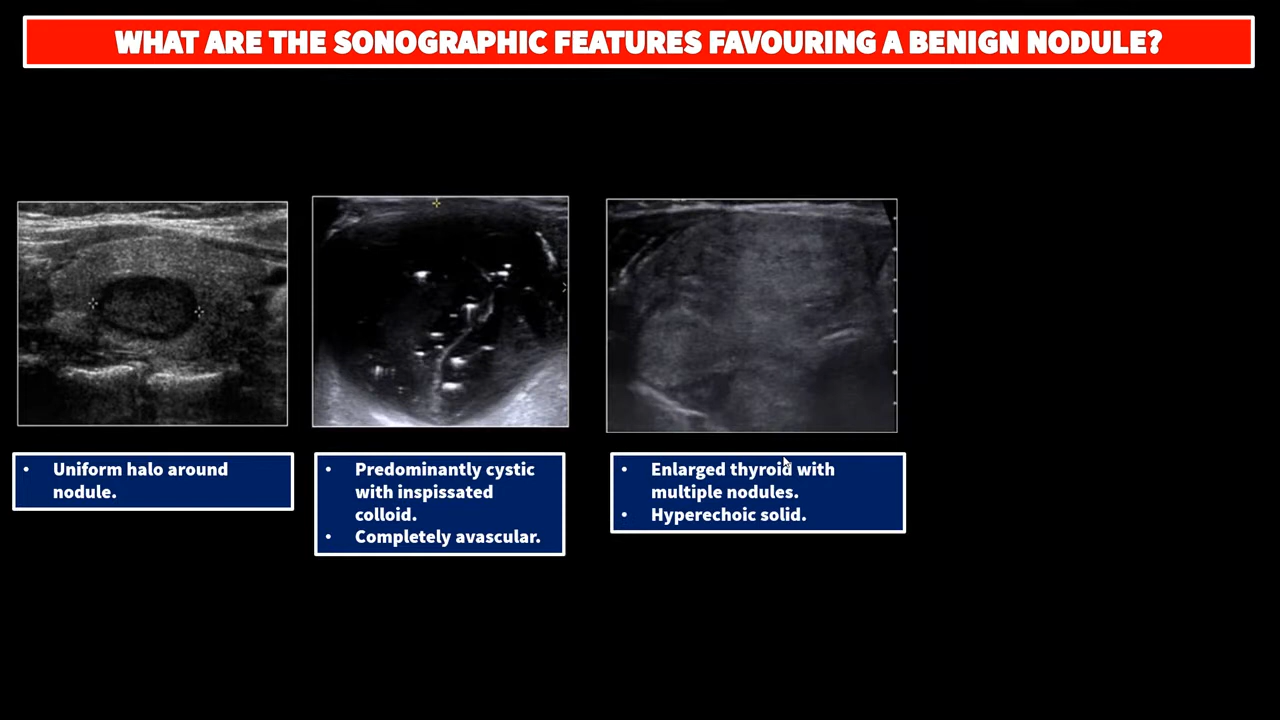 WHAT ARE THE SONOGRAPHIC FEATURES FAVOURING A BENIGN NODULE?
• Uniform halo around
nodule.
• Predominantly cystic
with inspissated
colloid.
• Completely avascular.
• Enlarged thyroid with
multiple nodules.
• Hyperechoic solid.